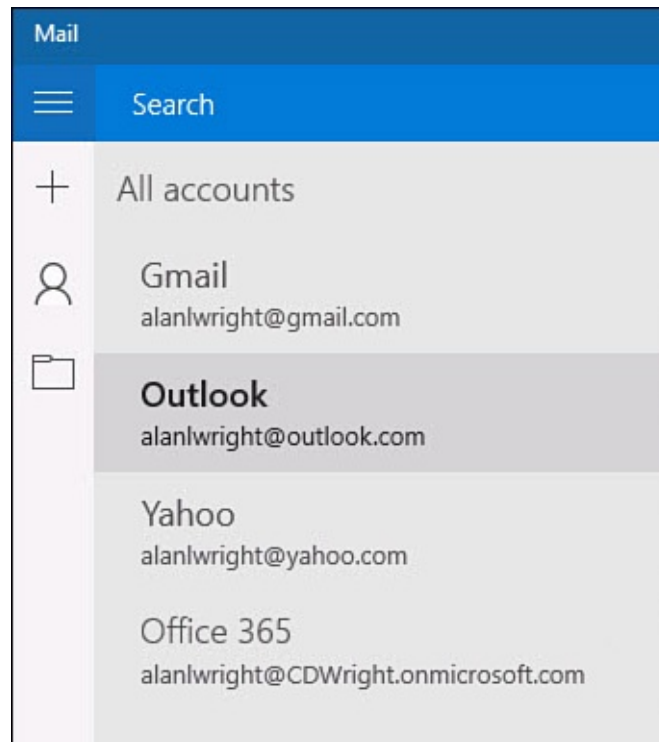 Mail
Search
All accounts
Gmail
alanlwright@gmail.com
Outlook
alanlwright@outlook.com
Yahoo
alanlwright@yahoo.com
Office 365
alanlwright@CDWright.onmicrosoft.com